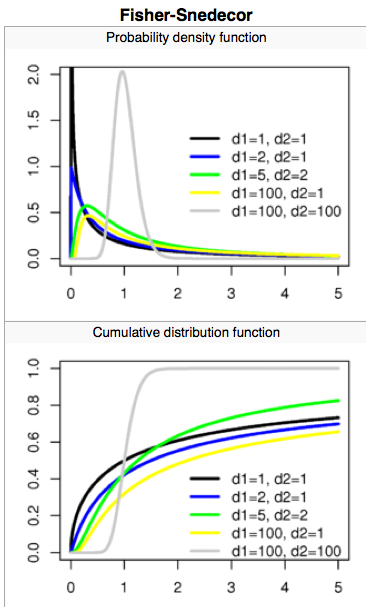 Fisher-Snedecor
Probability density function
2.0
1.5
1.0
0.5
0.0
d1=1, d2=1
d1=2, d2=1
d1=5, d2=2
d1=100, d2=1
d1=100, d2=100
0 1 2 3 4 5
Cumulative distribution function
1.0
0.8
0.6
0.4
0.2
0.0
d1=1, d2=1
d1=2, d2=1
d1=5, d2=2
d1=100, d2=1
d1=100, d2=100
0 1 2 3 4 5